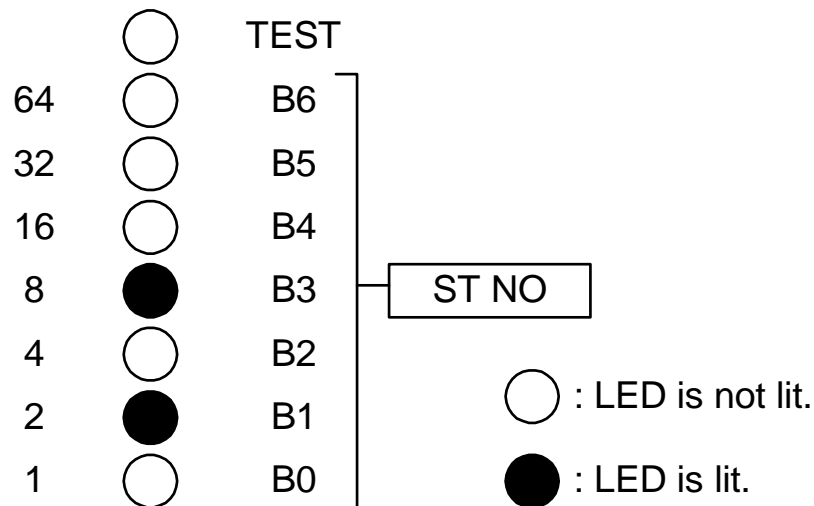 TEST
64 B6
32 B5
16 B4
8 B3 ST NO
4 B2
: LED is not lit.
2 B1
1 B0
: LED is lit.